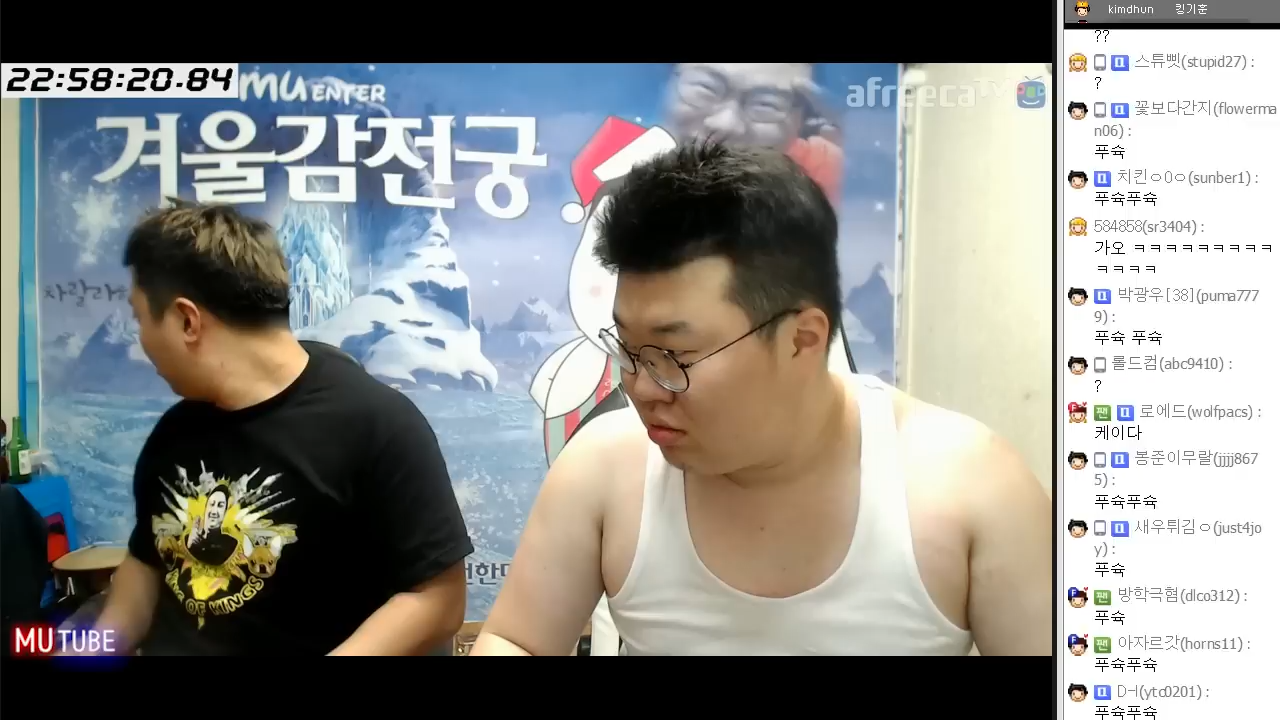 22:58:20.84
mu ENTER
afreecaTV
겨울감전궁
차랄라
KING OF KINGS
MUTUBE
kimdhun 킹기훈
??
스튜삣(stupid27) :
?
꽃보다간지(flowerma
n06) :
푸슉
치킨ㅇ0ㅇ(sunber1) :
푸슉푸슉
584858(sr3404) :
가오 ㅋㅋㅋㅋㅋㅋㅋㅋㅋ
ㅋㅋㅋㅋ
박광우[38](puma777
9) :
푸슉 푸슉
롤드컴(abc9410) :
?
로에드(wolfpacs) :
케이다
봉준이무랄(jjjj867
5) :
푸슉푸슉
새우튀김ㅇ(just4jo
y) :
푸슉
방학극혐(dlco312) :
푸슉
아자르갓(horns11) :
푸슉푸슉
D-I(ytc0201) :
푸슉푸슉